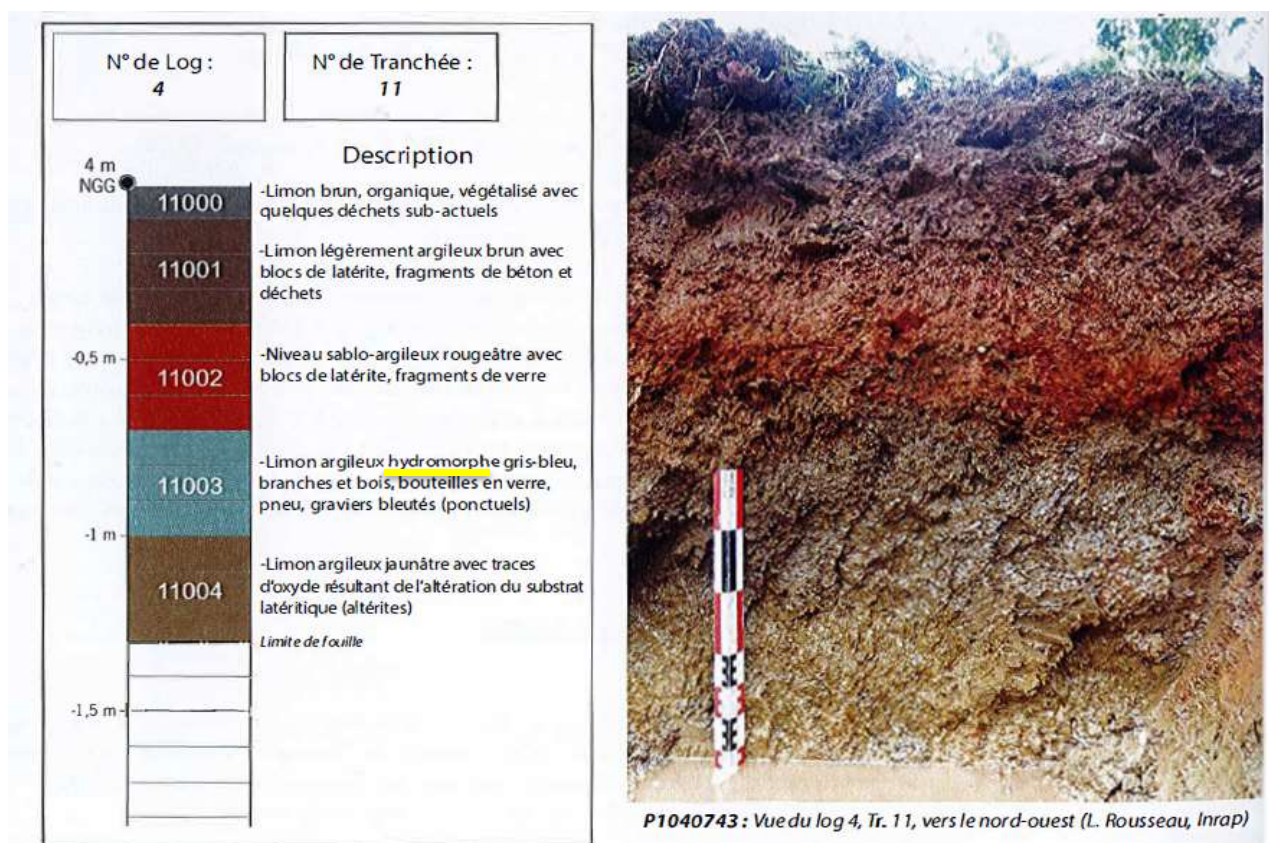 N° de Log :
4
N° de Tranchée :
11
Description
4 m
NGG
11000
-Limon brun, organique, végétalisé avec
quelques déchets sub-actuels
11001
-Limon légèrement argileux brun avec
blocs de latérite, fragments de béton et
déchets
-0,5 m
11002
-Niveau sablo-argileux rougeâtre avec
blocs de latérite, fragments de verre
11003
-Limon argileux hydromorphe gris-bleu,
branches et bois, bouteilles en verre,
pneu, graviers bleutés (ponctuels)
-1 m
11004
-Limon argileux jaunâtre avec traces
d'oxyde résultant de l'altération du substrat
latéritique (altérites)
Limite de fouille
-1,5 m
P1040743 : Vue du log 4, Tr. 11, vers le nord-ouest (L. Rousseau, Inrap)